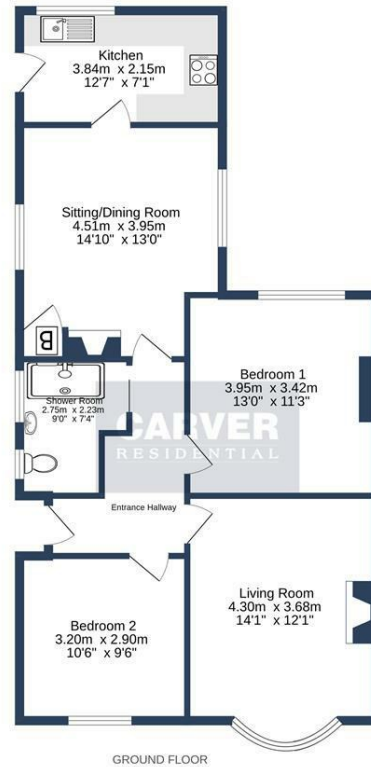 Kitchen
3.84m x 2.15m
12'7" x 7'1"
Sitting/Dining Room
4.51m x 3.95m
14'10" x 13'0"
B
Bedroom 1
3.95m x 3.42m
13'0" x 11'3"
Shower Room
2.75m x 2.23m
9'0" x 7'4"
CARVER
RESIDENTIAL
Entrance Hallway
Living Room
4.30m x 3.68m
14'1" x 12'1"
Bedroom 2
3.20m x 2.90m
10'6" x 9'6"
GROUND FLOOR